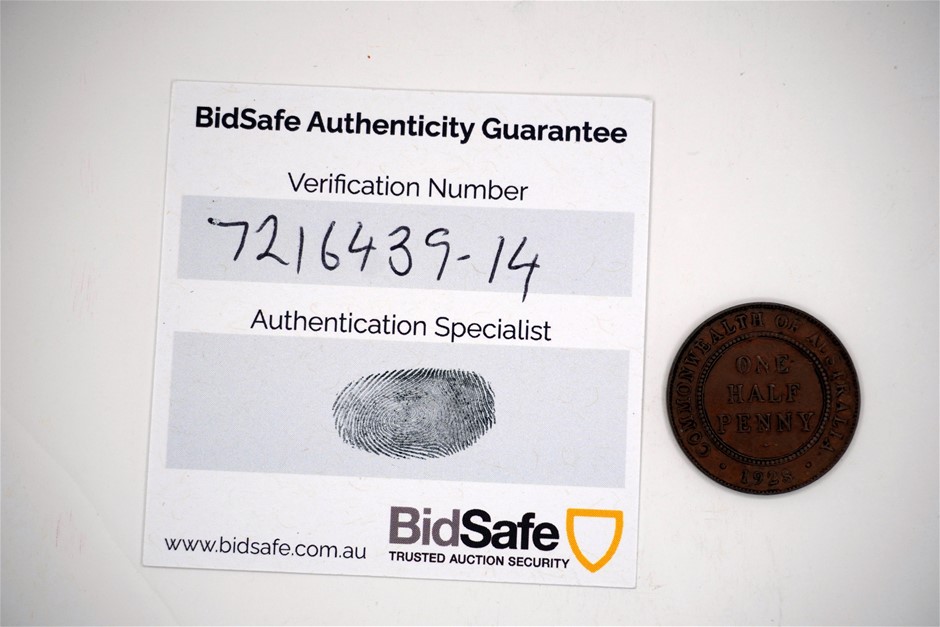 BidSafe Authenticity Guarantee
Verification Number
7216439-14
Authentication Specialist
www.bidsafe.com.au
BidSafe
TRUSTED AUCTION SECURITY
COMMONWEALTH OF AUSTRALIA
ONE
HALF
PENNY